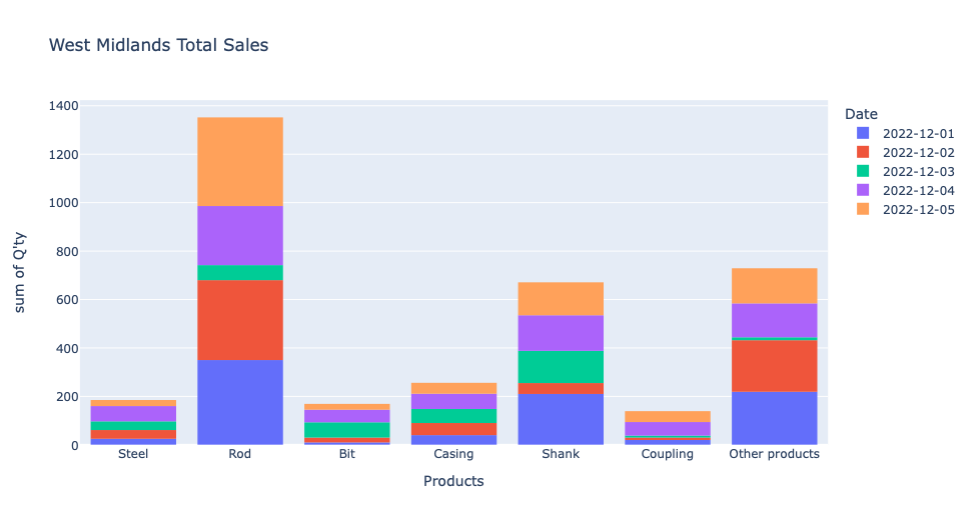 West Midlands Total Sales
1400
1200
1000
800
600
400
200
0
sum of Q'ty
Steel Rod Bit Casing Shank Coupling Other products
Products
Date
2022-12-01
2022-12-02
2022-12-03
2022-12-04
2022-12-05